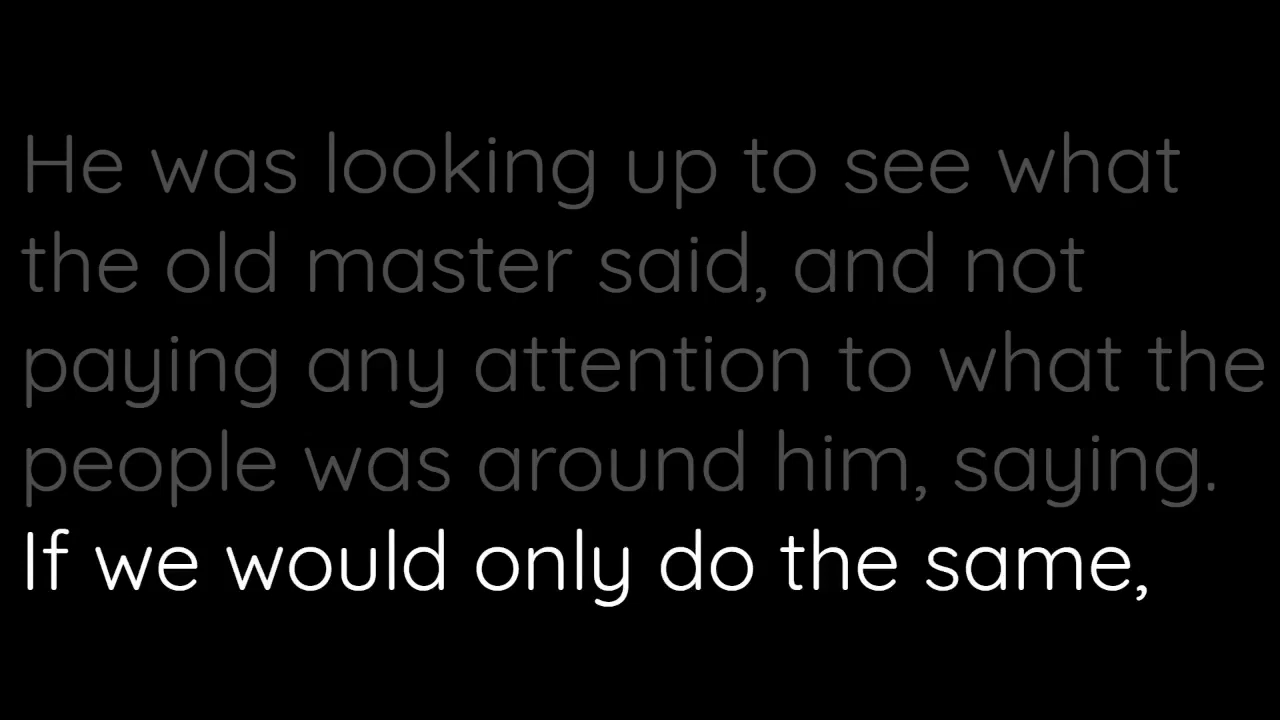 He was looking up to see what
the old master said, and not
paying any attention to what the
people was around him, saying.
If we would only do the same,